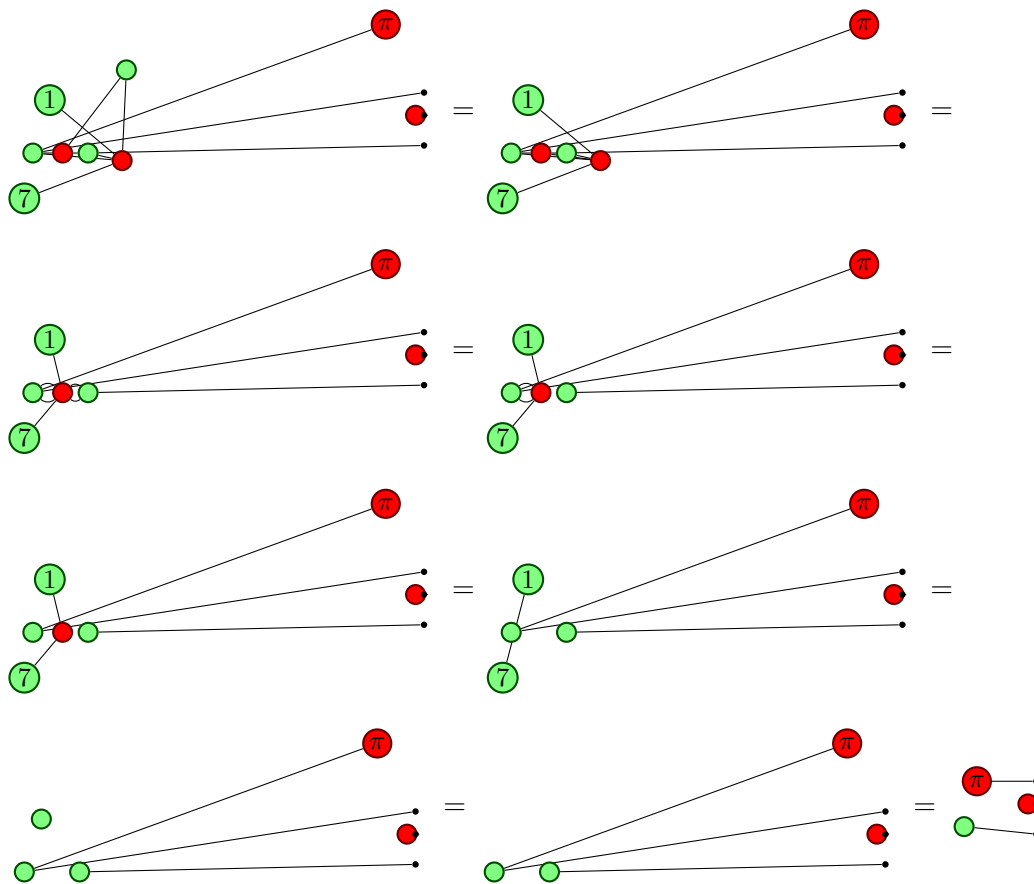 π π
1 = 1 =
7 7
π π
1 = 1 =
7 7
π π
1 = 1 =
7 7
π π π
= =